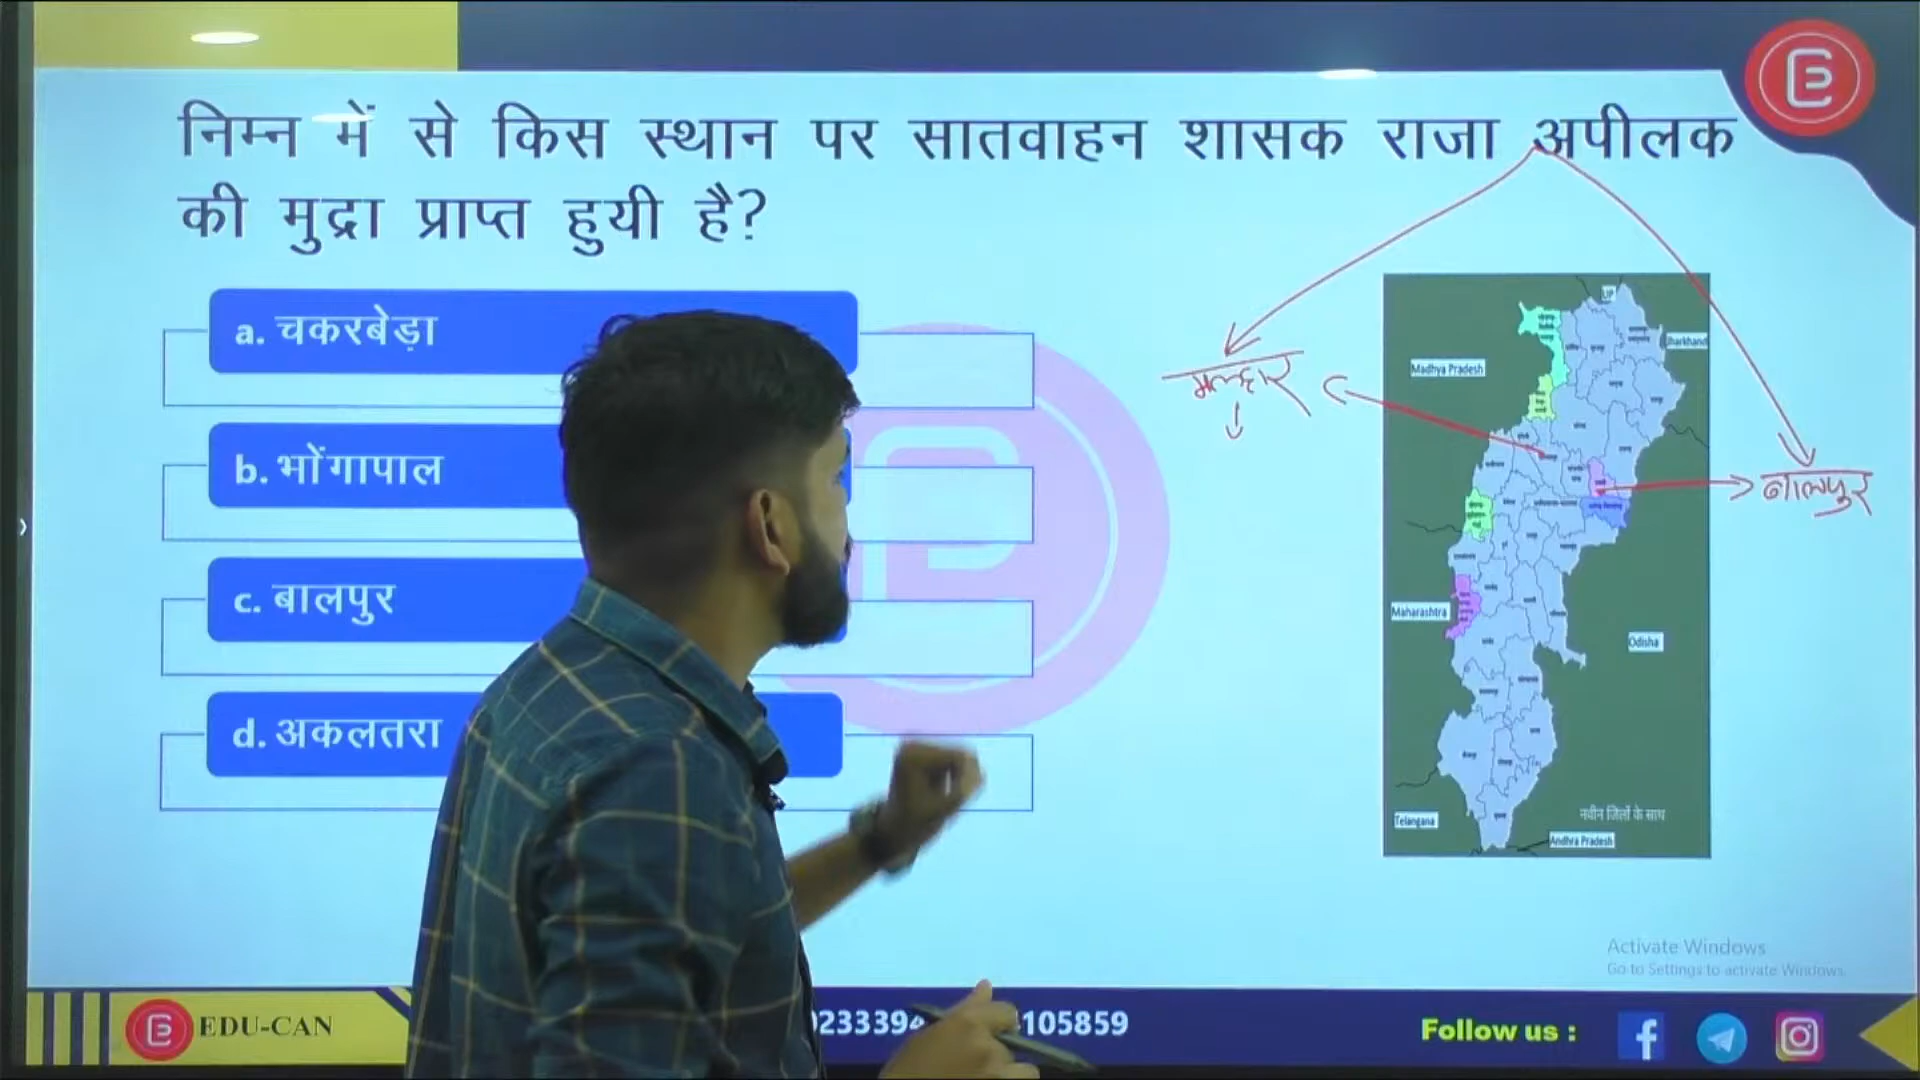 निम्न में से किस स्थान पर सातवाहन शासक राजा अपीलक
की मुद्रा प्राप्त हुयी है?
a. चकरबेड़ा
b. भोंगापाल
c. बालपुर
d. अकलतरा
मल्हार
बालपुर
UP
Jharkhand
Madhya Pradesh
Maharashtra
Odisha
Telangana
नवीन जिलों के साथ
Andhra Pradesh
Activate Windows
Go to Settings to activate Windows.
EDU-CAN
105859
Follow us :